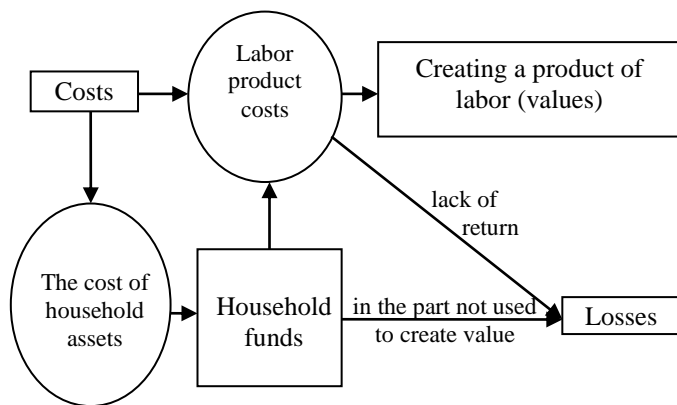 Costs
Labor
product
costs
Creating a product of
labor (values)
lack of
return
The cost of
household
assets
Household
funds
in the part not used
to create value
Losses